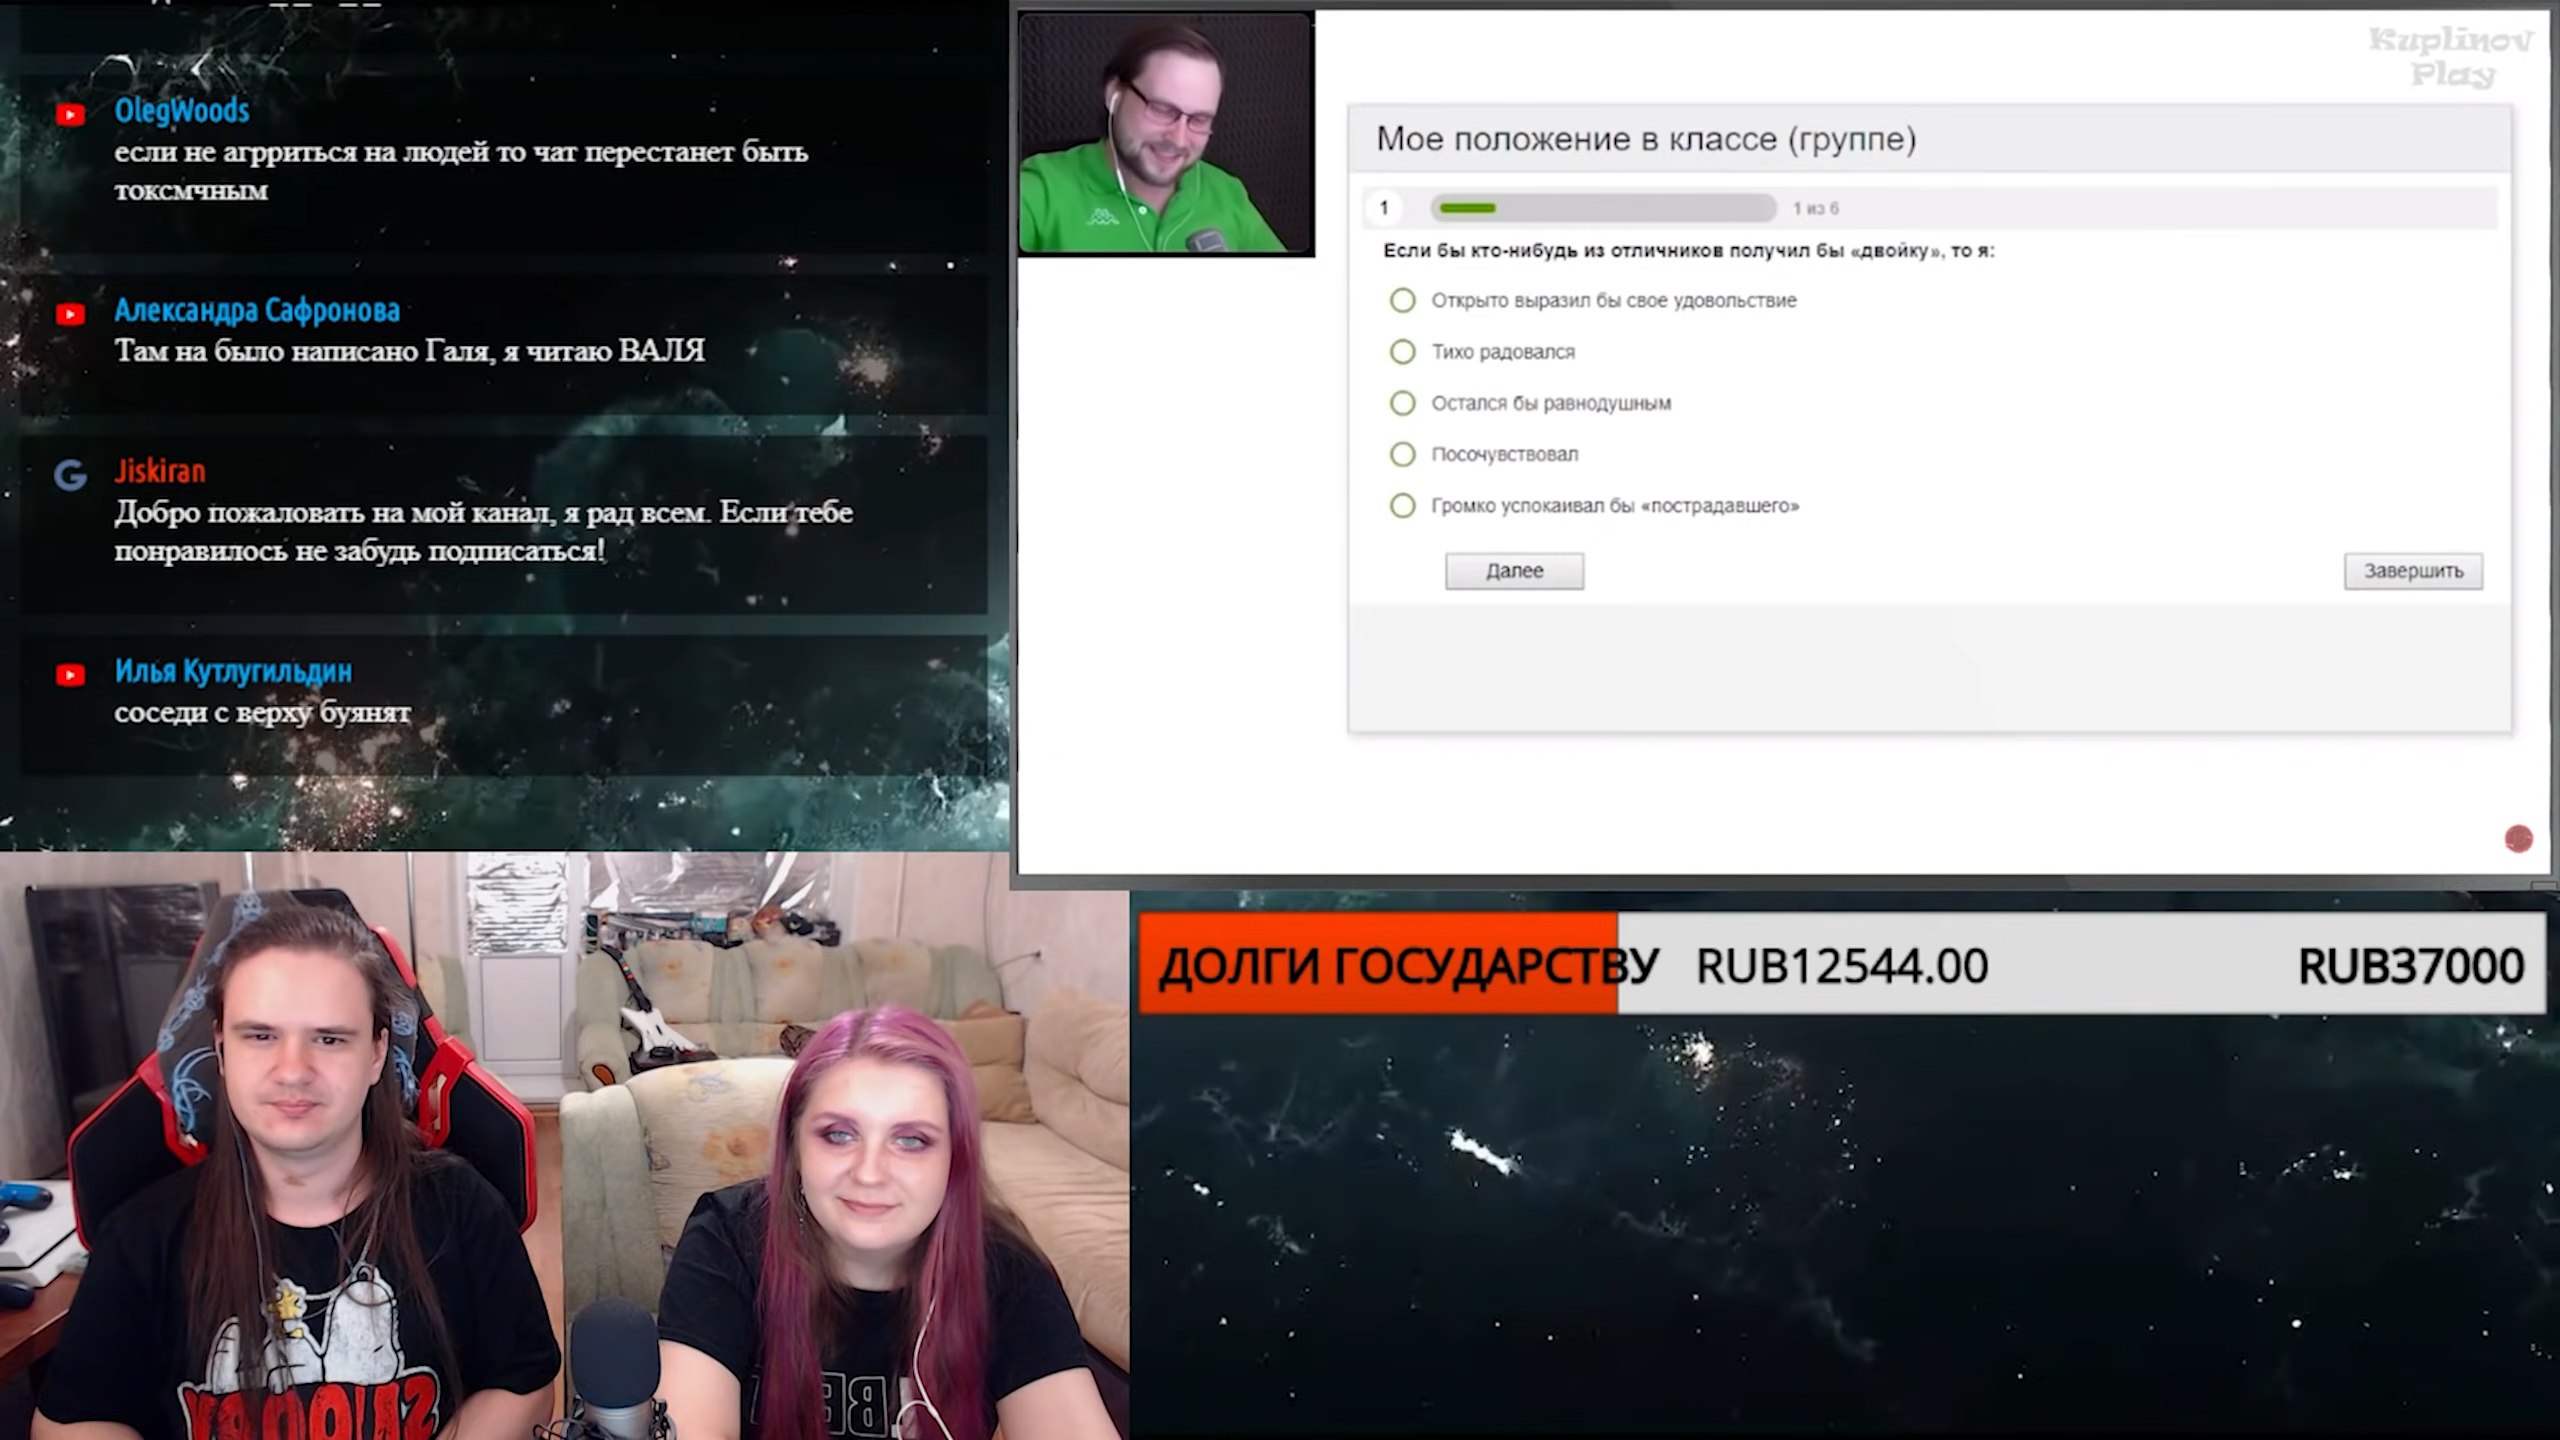 OlegWoods
если не агрриться на людей то чат перестанет быть
токсмчным
Александра Сафронова
Там на было написано Галя, я читаю ВАЛЯ
Jiskiran
Добро пожаловать на мой канал, я рад всем. Если тебе
понравилось не забудь подписаться!
Илья Кутлугильдин
соседи с верху буянят
Kuplinov
Play
Мое положение в классе (группе)
1
1 из 6
Если бы кто-нибудь из отличников получил бы «двойку», то я:
Открыто выразил бы свое удовольствие
Тихо радовался
Остался бы равнодушным
Посочувствовал
Громко успокаивал бы «пострадавшего»
Далее
Завершить
ДОЛГИ ГОСУДАРСТВУ RUB12544.00 RUB37000